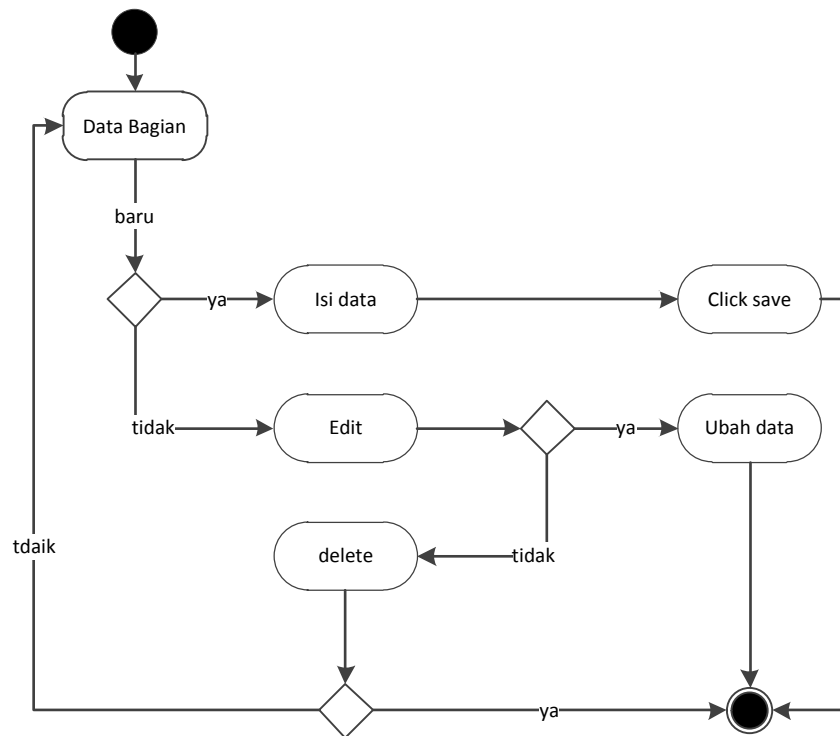 Data Bagian
baru
ya
Isi data
Click save
tidak
Edit
ya
Ubah data
tdaik
delete
tidak
ya